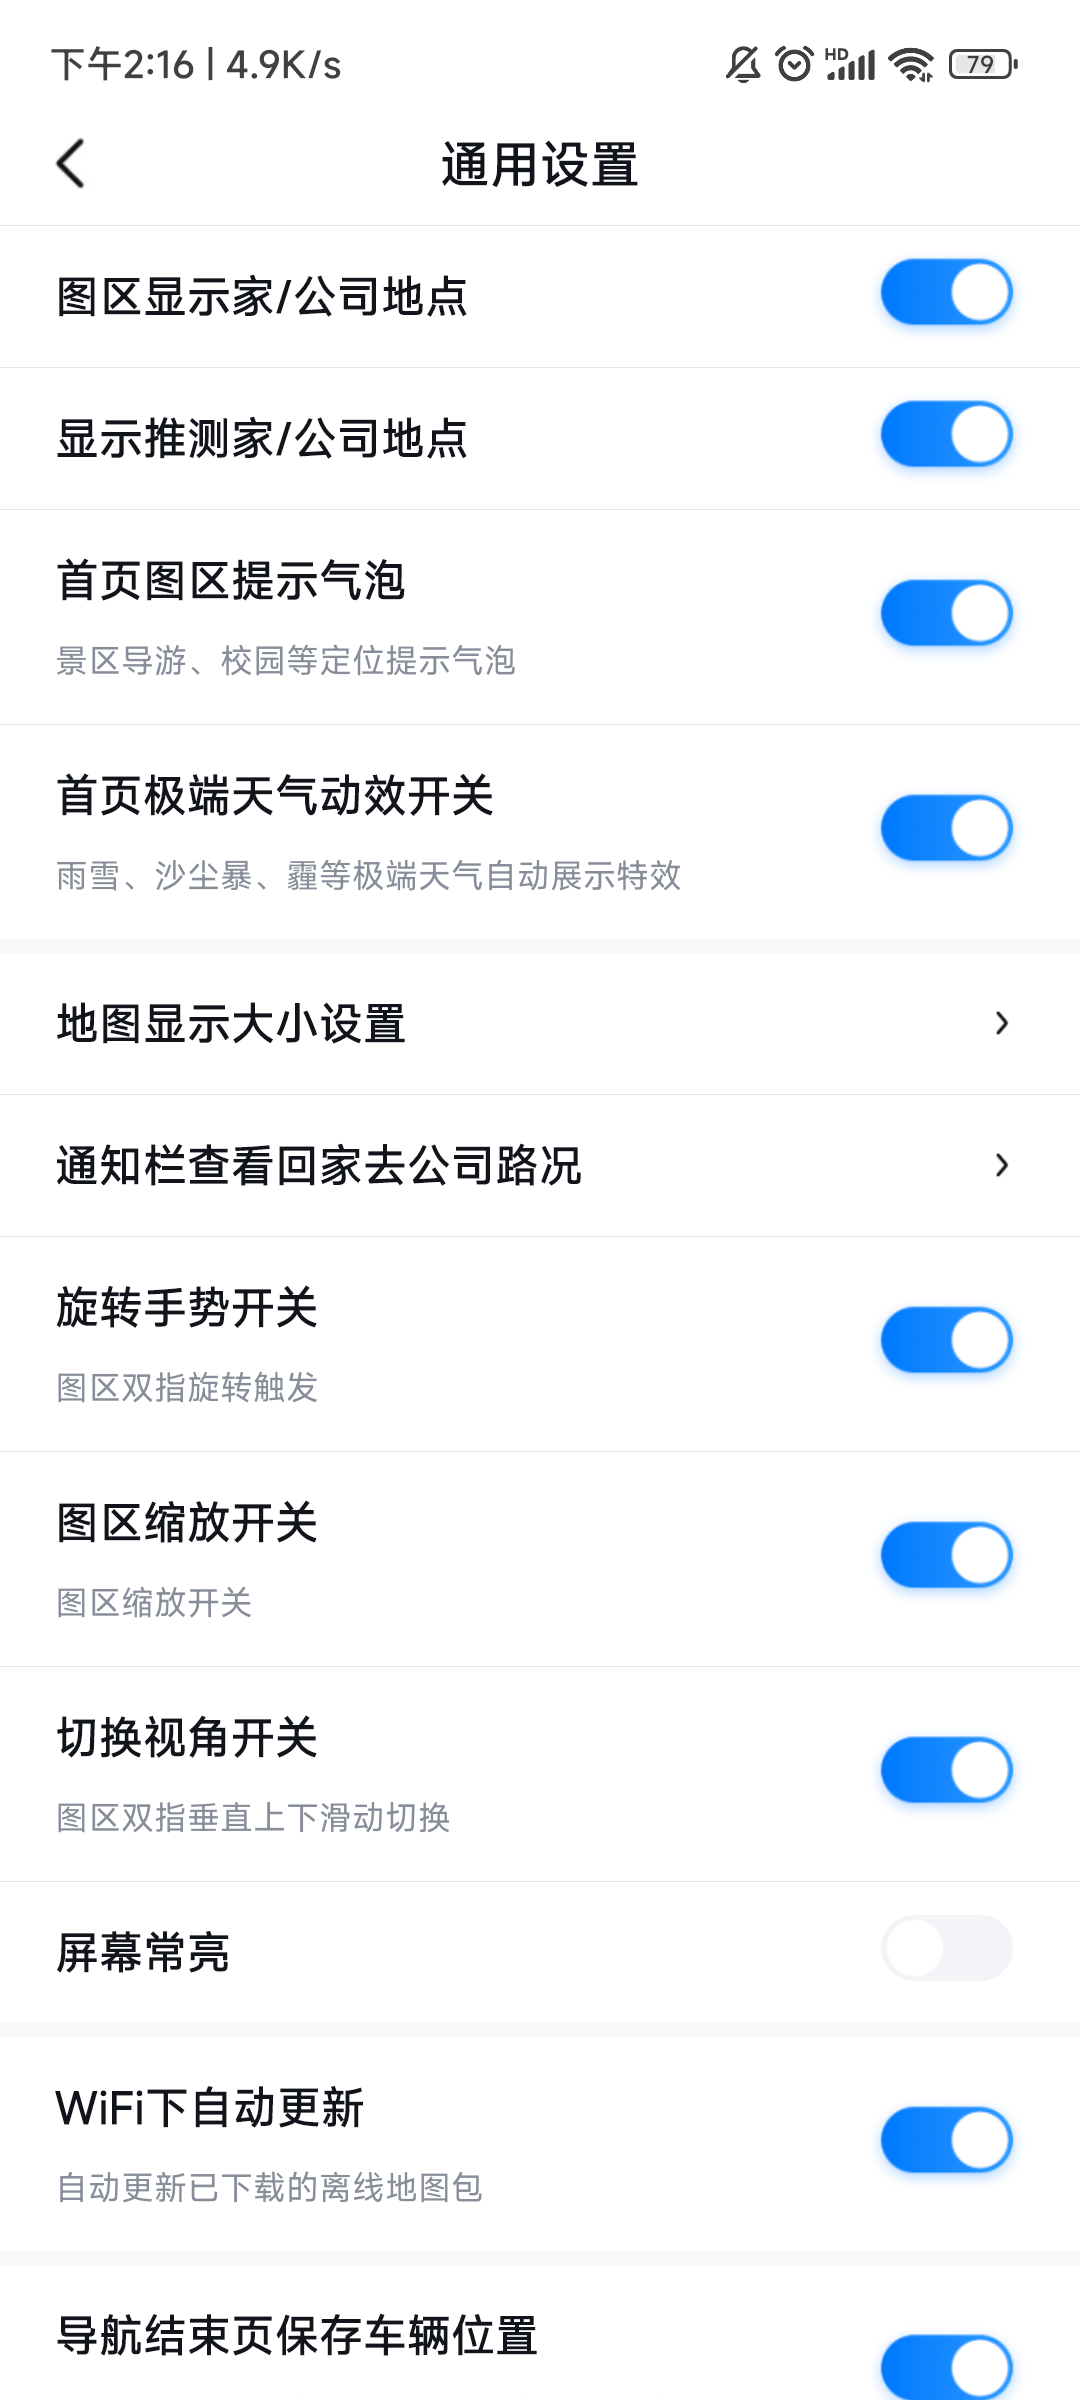 下午2:16 | 4.9K/s
HD
79
通用设置
图区显示家/公司地点
显示推测家/公司地点
首页图区提示气泡
景区导游、校园等定位提示气泡
首页极端天气动效开关
雨雪、沙尘暴、霾等极端天气自动展示特效
地图显示大小设置
通知栏查看回家去公司路况
旋转手势开关
图区双指旋转触发
图区缩放开关
图区缩放开关
切换视角开关
图区双指垂直上下滑动切换
屏幕常亮
WiFi下自动更新
自动更新已下载的离线地图包
导航结束页保存车辆位置